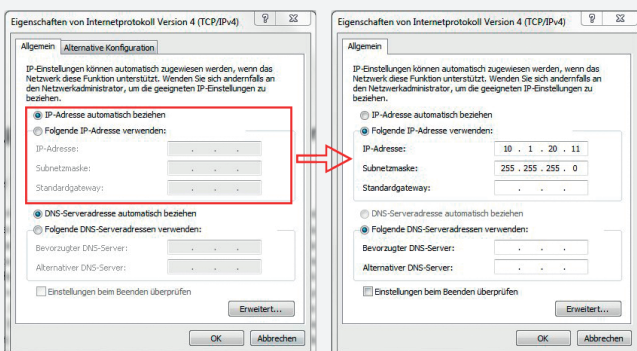 Eigenschaften von Internetprotokoll Version 4 (TCP/IPv4)
Allgemein Alternative Konfiguration
IP-Einstellungen können automatisch zugewiesen werden, wenn das
Netzwerk diese Funktion unterstützt. Wenden Sie sich andernfalls an
den Netzwerkadministrator, um die geeigneten IP-Einstellungen zu
beziehen.
IP-Adresse automatisch beziehen
Folgende IP-Adresse verwenden:
IP-Adresse:
Subnetzmaske:
Standardgateway:
DNS-Serveradresse automatisch beziehen
Folgende DNS-Serveradressen verwenden:
Bevorzugter DNS-Server:
Alternativer DNS-Server:
Einstellungen beim Beenden überprüfen
Erweitert...
OK Abbrechen
Eigenschaften von Internetprotokoll Version 4 (TCP/IPv4)
Allgemein
IP-Einstellungen können automatisch zugewiesen werden, wenn das
Netzwerk diese Funktion unterstützt. Wenden Sie sich andernfalls an
den Netzwerkadministrator, um die geeigneten IP-Einstellungen zu
beziehen.
IP-Adresse automatisch beziehen
Folgende IP-Adresse verwenden:
IP-Adresse: 10 . 1 . 20 . 11
Subnetzmaske: 255 . 255 . 255 . 0
Standardgateway: . . .
DNS-Serveradresse automatisch beziehen
Folgende DNS-Serveradressen verwenden:
Bevorzugter DNS-Server: . . .
Alternativer DNS-Server: . . .
Einstellungen beim Beenden überprüfen
Erweitert...
OK Abbrechen